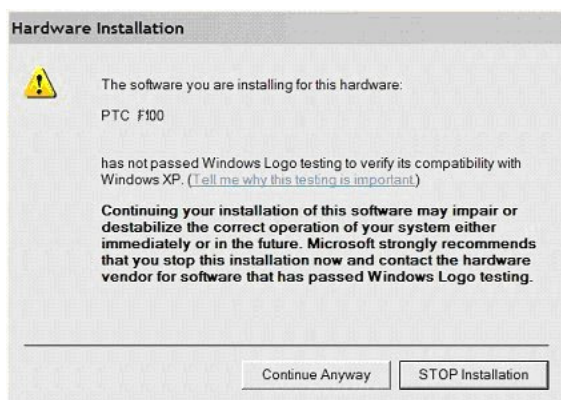 Hardware Installation
The software you are installing for this hardware:
PTC F100
has not passed Windows Logo testing to verify its compatibility with
Windows XP. (Tell me why this testing is important.)
Continuing your installation of this software may impair or
destabilize the correct operation of your system either
immediately or in the future. Microsoft strongly recommends
that you stop this installation now and contact the hardware
vendor for software that has passed Windows Logo testing.
Continue Anyway
STOP Installation